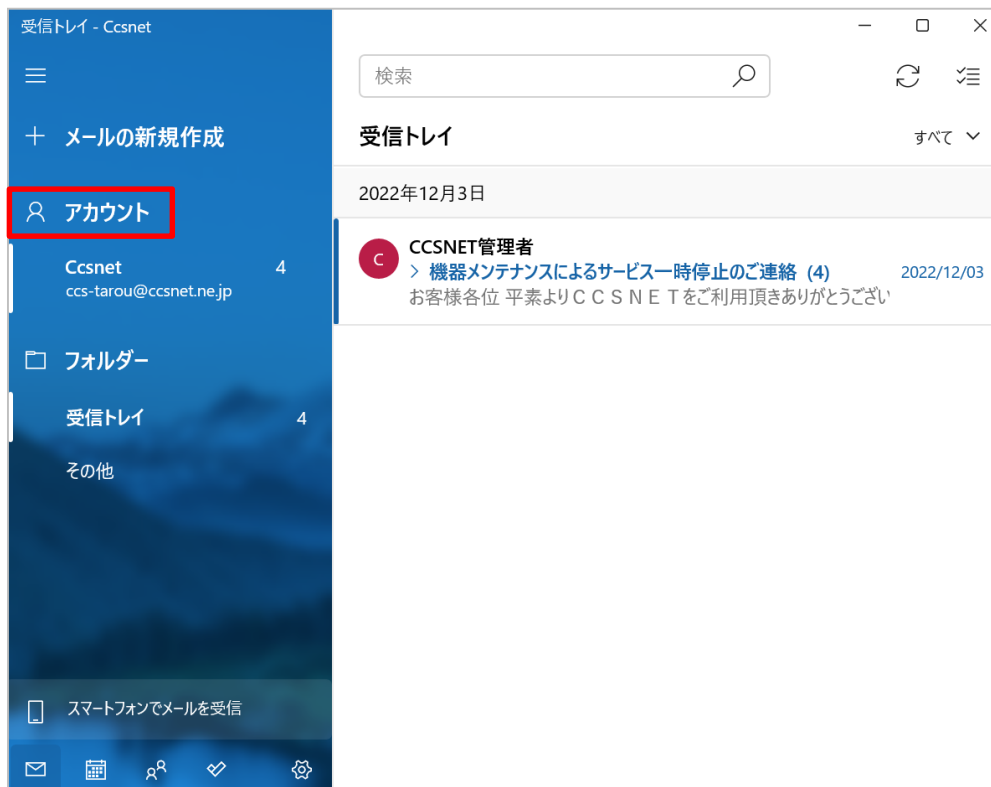 受信トレイ - Ccsnet
メールの新規作成
アカウント
Ccsnet 4
ccs-tarou@ccsnet.ne.jp
フォルダー
受信トレイ 4
その他
スマートフォンでメールを受信
検索
受信トレイ すべて
2022年12月3日
C
CCSNET管理者
> 機器メンテナンスによるサービス一時停止のご連絡 (4) 2022/12/03
お客様各位 平素よりＣＣＳＮＥＴをご利用頂きありがとうござい